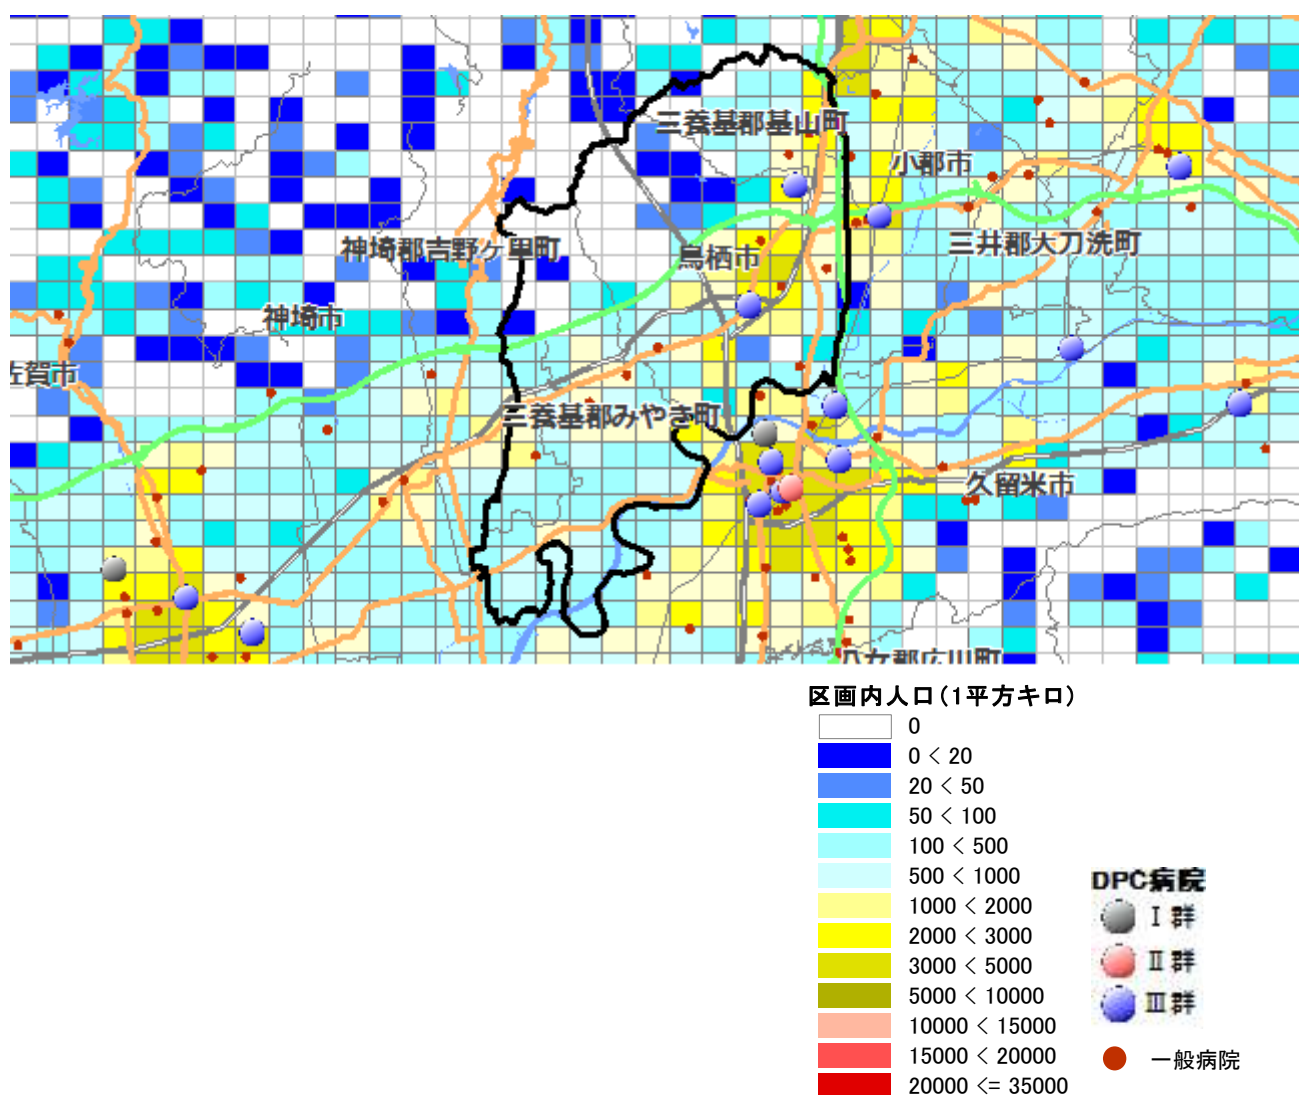 三養基郡基山町
小郡市
三井郡大刀洗町
神埼郡吉野ヶ里町
鳥栖市
神埼市
佐賀市
三養基郡みやき町
久留米市
八女郡広川町
区画内人口(1平方キロ)
0
0 < 20
20 < 50
50 < 100
100 < 500
500 < 1000
1000 < 2000
2000 < 3000
3000 < 5000
5000 < 10000
10000 < 15000
15000 < 20000
20000 <= 35000
DPC病院
Ⅰ群
Ⅱ群
Ⅲ群
一般病院